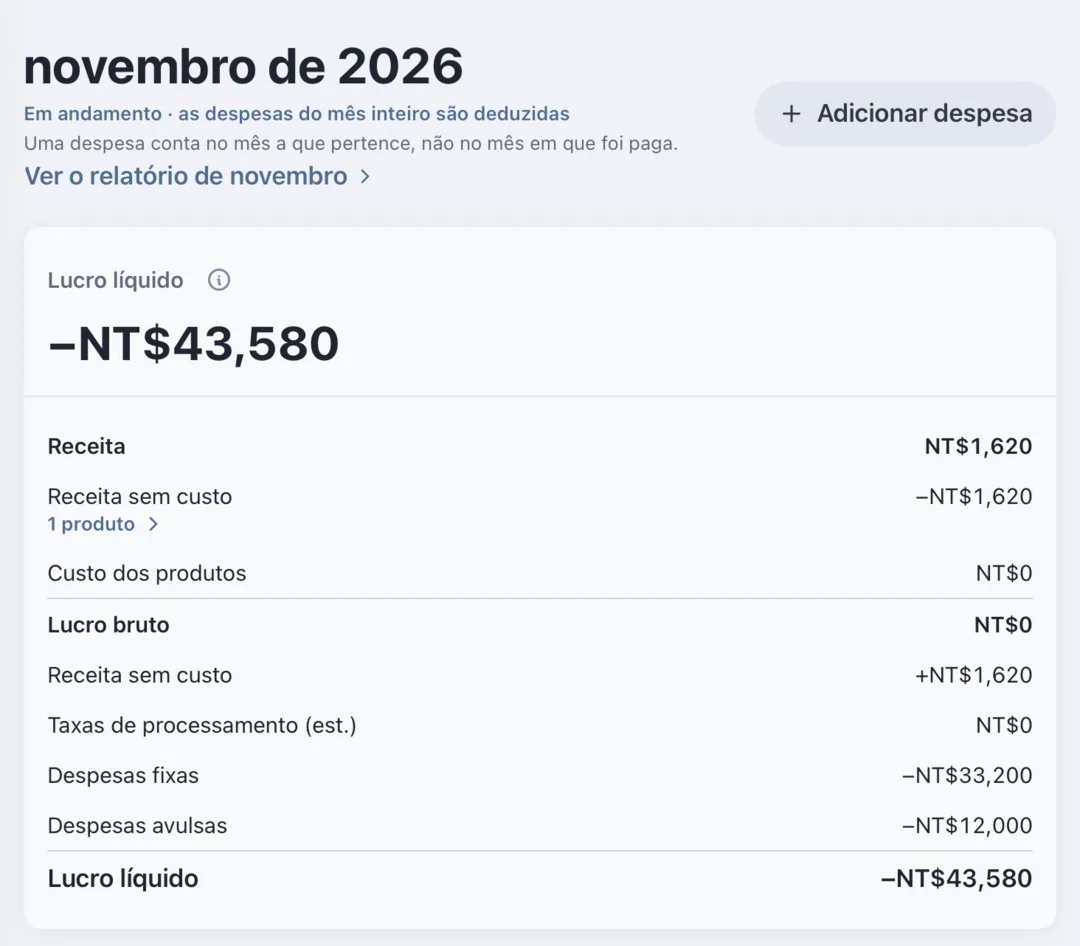 novembro de 2026
Em andamento · as despesas do mês inteiro são deduzidas
Uma despesa conta no mês a que pertence, não no mês em que foi paga.
Ver o relatório de novembro
+ Adicionar despesa
Lucro líquido
–NT$43,580
Receita NT$1,620
Receita sem custo –NT$1,620
1 produto
Custo dos produtos NT$0
Lucro bruto NT$0
Receita sem custo +NT$1,620
Taxas de processamento (est.) NT$0
Despesas fixas –NT$33,200
Despesas avulsas –NT$12,000
Lucro líquido –NT$43,580